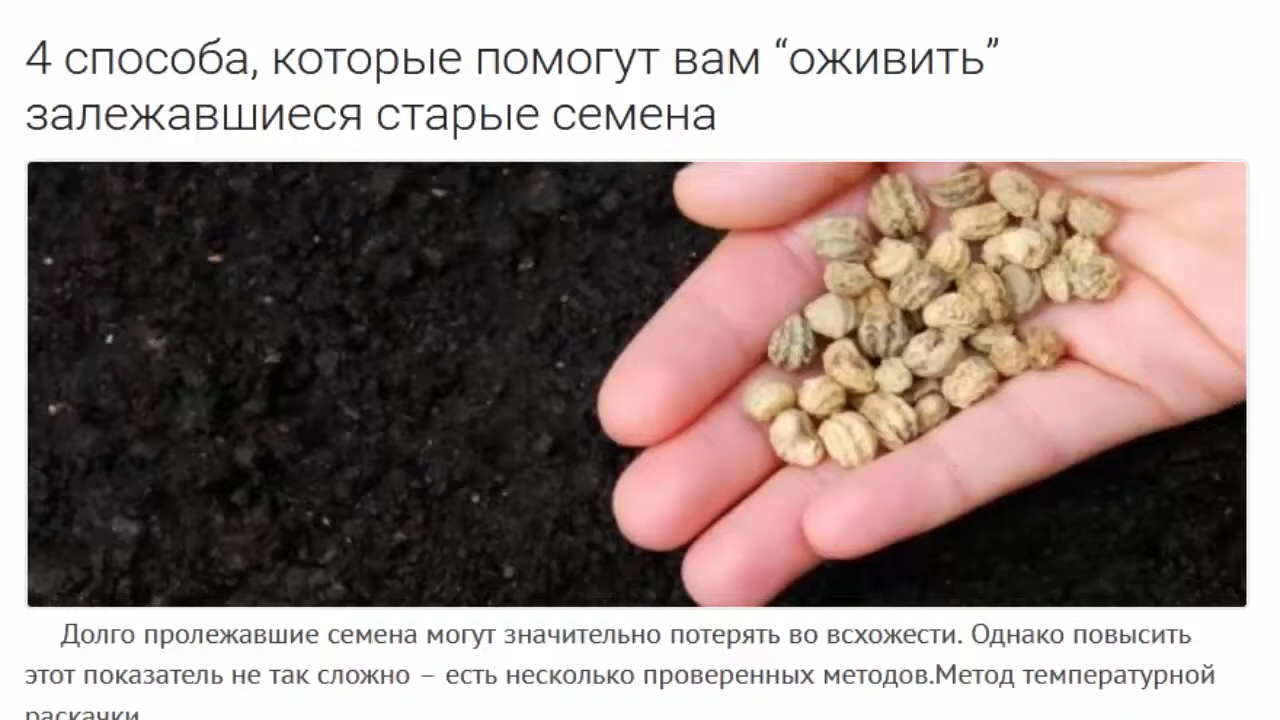 4 способа, которые помогут вам “оживить”
залежавшиеся старые семена
Долго пролежавшие семена могут значительно потерять во всхожести. Однако повысить
этот показатель не так сложно – есть несколько проверенных методов.Метод температурной
раскачки